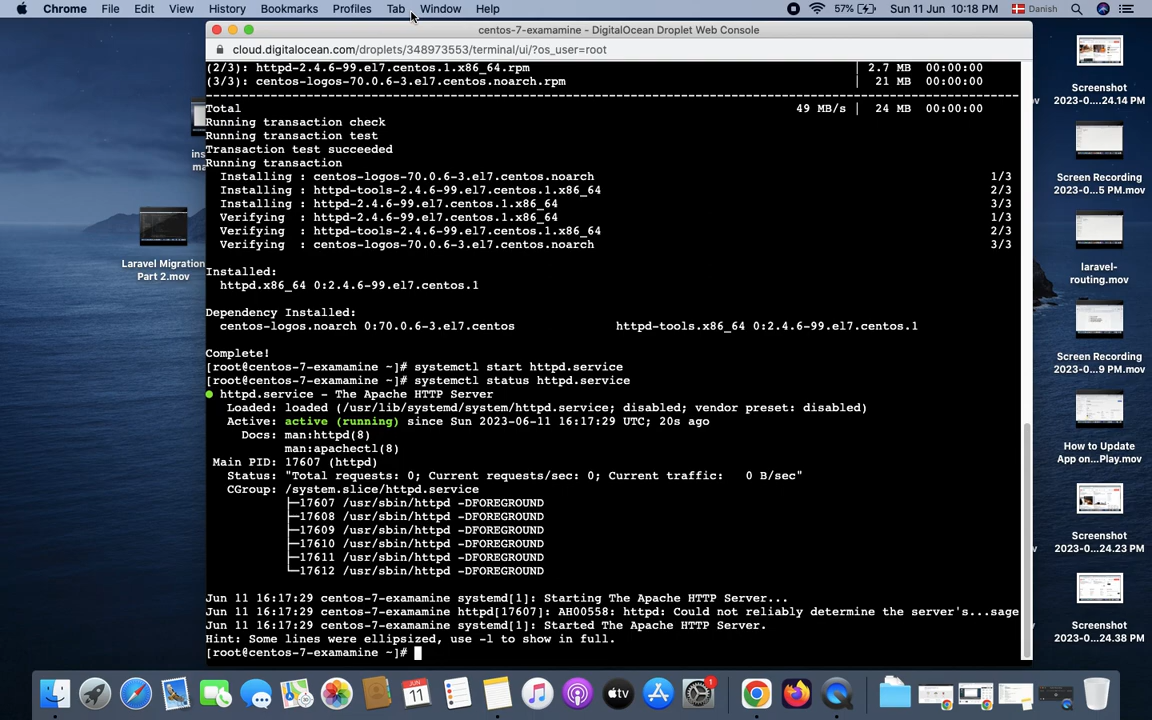 Chrome File Edit View History Bookmarks Profiles Tab Window Help 57% Sun 11 Jun 10:18 PM Danish
centos-7-examamine - DigitalOcean Droplet Web Console
cloud.digitalocean.com/droplets/348973553/terminal/ui/?os_user=root
(2/3): httpd-2.4.6-99.el7.centos.1.x86_64.rpm | 2.7 MB 00:00:00
(3/3): centos-logos-70.0.6-3.el7.centos.noarch.rpm | 21 MB 00:00:00
--------------------------------------------------------------------------------
Total 49 MB/s | 24 MB 00:00:00
Running transaction check
Running transaction test
Transaction test succeeded
Running transaction
Installing : centos-logos-70.0.6-3.el7.centos.noarch 1/3
Installing : httpd-tools-2.4.6-99.el7.centos.1.x86_64 2/3
Installing : httpd-2.4.6-99.el7.centos.1.x86_64 3/3
Verifying : httpd-2.4.6-99.el7.centos.1.x86_64 1/3
Verifying : httpd-tools-2.4.6-99.el7.centos.1.x86_64 2/3
Verifying : centos-logos-70.0.6-3.el7.centos.noarch 3/3
Installed:
httpd.x86_64 0:2.4.6-99.el7.centos.1
Dependency Installed:
centos-logos.noarch 0:70.0.6-3.el7.centos httpd-tools.x86_64 0:2.4.6-99.el7.centos.1
Complete!
[root@centos-7-examamine ~]# systemctl start httpd.service
[root@centos-7-examamine ~]# systemctl status httpd.service
● httpd.service - The Apache HTTP Server
Loaded: loaded (/usr/lib/systemd/system/httpd.service; disabled; vendor preset: disabled)
Active: active (running) since Sun 2023-06-11 16:17:29 UTC; 20s ago
Docs: man:httpd(8)
man:apachectl(8)
Main PID: 17607 (httpd)
Status: "Total requests: 0; Current requests/sec: 0; Current traffic: 0 B/sec"
CGroup: /system.slice/httpd.service
├─17607 /usr/sbin/httpd -DFOREGROUND
├─17608 /usr/sbin/httpd -DFOREGROUND
├─17609 /usr/sbin/httpd -DFOREGROUND
├─17610 /usr/sbin/httpd -DFOREGROUND
├─17611 /usr/sbin/httpd -DFOREGROUND
└─17612 /usr/sbin/httpd -DFOREGROUND
Jun 11 16:17:29 centos-7-examamine systemd[1]: Starting The Apache HTTP Server...
Jun 11 16:17:29 centos-7-examamine httpd[17607]: AH00558: httpd: Could not reliably determine the server's...sage
Jun 11 16:17:29 centos-7-examamine systemd[1]: Started The Apache HTTP Server.
Hint: Some lines were ellipsized, use -l to show in full.
[root@centos-7-examamine ~]#
ins
ma
Laravel Migration
Part 2.mov
Screenshot
2023-0....24.14 PM
Screen Recording
2023-0...5 PM.mov
laravel-
routing.mov
Screen Recording
2023-0...9 PM.mov
How to Update
App on...Play.mov
Screenshot
2023-0....24.23 PM
Screenshot
2023-0....24.38 PM
JUN
11
tv
1